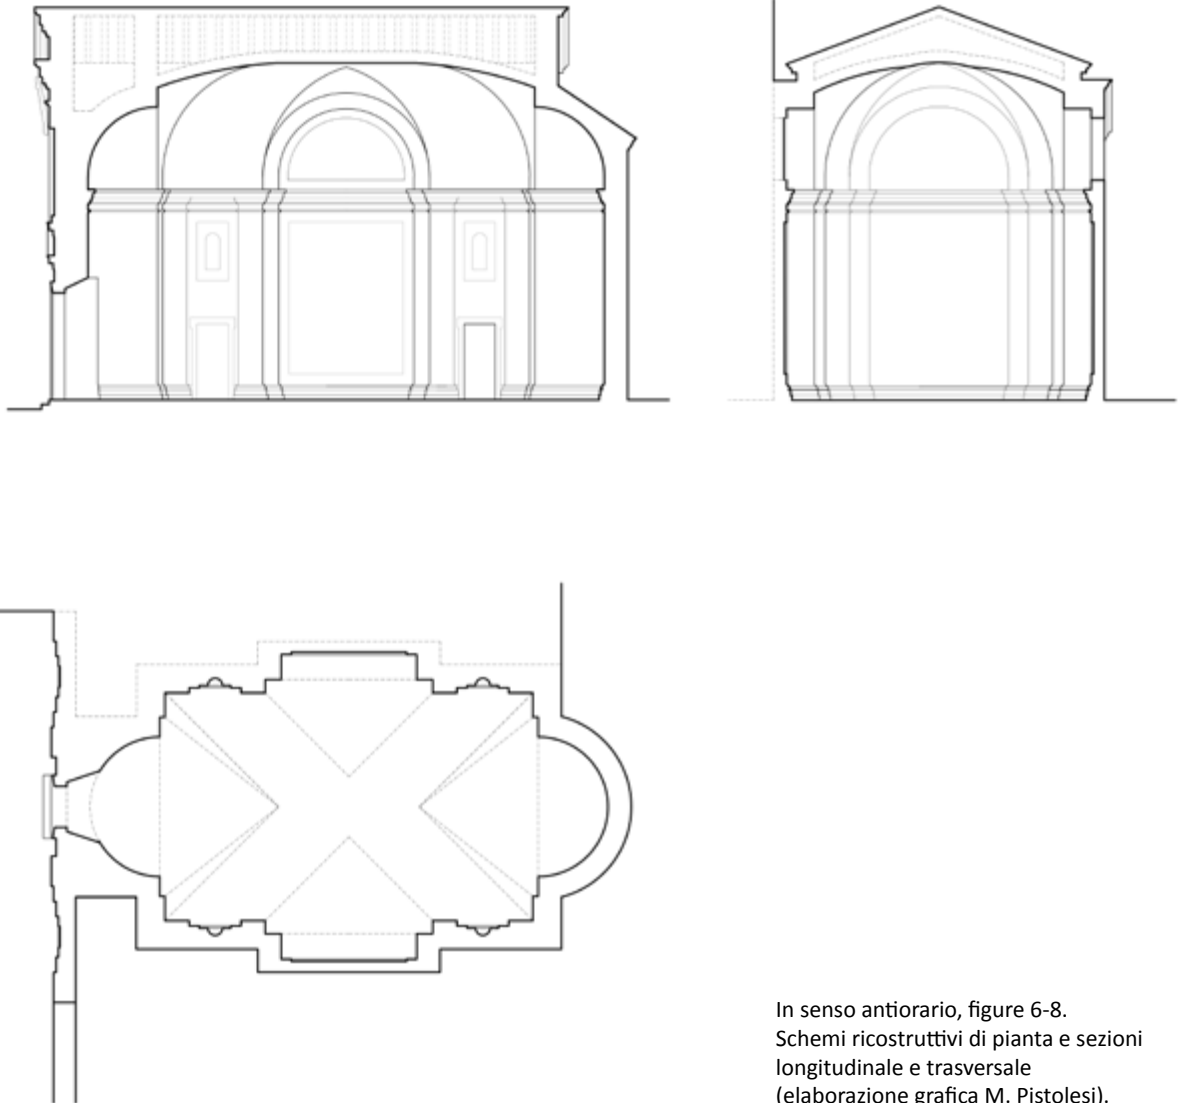 In senso antiorario, figure 6-8.
Schemi ricostruttivi di pianta e sezioni
longitudinale e trasversale
(elaborazione grafica M. Pistolesi).